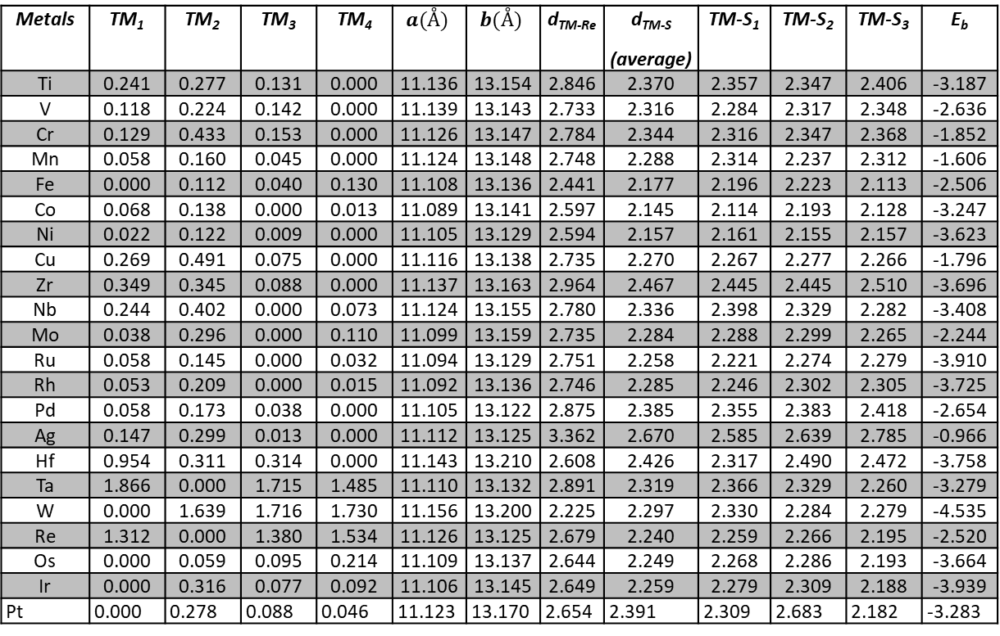 Metals TM1 TM2 TM3 TM4 a(Å) b(Å) dTM-Re dTM-S TM-S1 TM-S2 TM-S3 Eb
(average)
Ti 0.241 0.277 0.131 0.000 11.136 13.154 2.846 2.370 2.357 2.347 2.406 -3.187
V 0.118 0.224 0.142 0.000 11.139 13.143 2.733 2.316 2.284 2.317 2.348 -2.636
Cr 0.129 0.433 0.153 0.000 11.126 13.147 2.784 2.344 2.316 2.347 2.368 -1.852
Mn 0.058 0.160 0.045 0.000 11.124 13.148 2.748 2.288 2.314 2.237 2.312 -1.606
Fe 0.000 0.112 0.040 0.130 11.108 13.136 2.441 2.177 2.196 2.223 2.113 -2.506
Co 0.068 0.138 0.000 0.013 11.089 13.141 2.597 2.145 2.114 2.193 2.128 -3.247
Ni 0.022 0.122 0.009 0.000 11.105 13.129 2.594 2.157 2.161 2.155 2.157 -3.623
Cu 0.269 0.491 0.075 0.000 11.116 13.138 2.735 2.270 2.267 2.277 2.266 -1.796
Zr 0.349 0.345 0.088 0.000 11.137 13.163 2.964 2.467 2.445 2.445 2.510 -3.696
Nb 0.244 0.402 0.000 0.073 11.124 13.155 2.780 2.336 2.398 2.329 2.282 -3.408
Mo 0.038 0.296 0.000 0.110 11.099 13.159 2.735 2.284 2.288 2.299 2.265 -2.244
Ru 0.058 0.145 0.000 0.032 11.094 13.129 2.751 2.258 2.221 2.274 2.279 -3.910
Rh 0.053 0.209 0.000 0.015 11.092 13.136 2.746 2.285 2.246 2.302 2.305 -3.725
Pd 0.058 0.173 0.038 0.000 11.105 13.122 2.875 2.385 2.355 2.383 2.418 -2.654
Ag 0.147 0.299 0.013 0.000 11.112 13.125 3.362 2.670 2.585 2.639 2.785 -0.966
Hf 0.954 0.311 0.314 0.000 11.143 13.210 2.608 2.426 2.317 2.490 2.472 -3.758
Ta 1.866 0.000 1.715 1.485 11.110 13.132 2.891 2.319 2.366 2.329 2.260 -3.279
W 0.000 1.639 1.716 1.730 11.156 13.200 2.225 2.297 2.330 2.284 2.279 -4.535
Re 1.312 0.000 1.380 1.534 11.126 13.125 2.679 2.240 2.259 2.266 2.195 -2.520
Os 0.000 0.059 0.095 0.214 11.109 13.137 2.644 2.249 2.268 2.286 2.193 -3.664
Ir 0.000 0.316 0.077 0.092 11.106 13.145 2.649 2.259 2.279 2.309 2.188 -3.939
Pt 0.000 0.278 0.088 0.046 11.123 13.170 2.654 2.391 2.309 2.683 2.182 -3.283